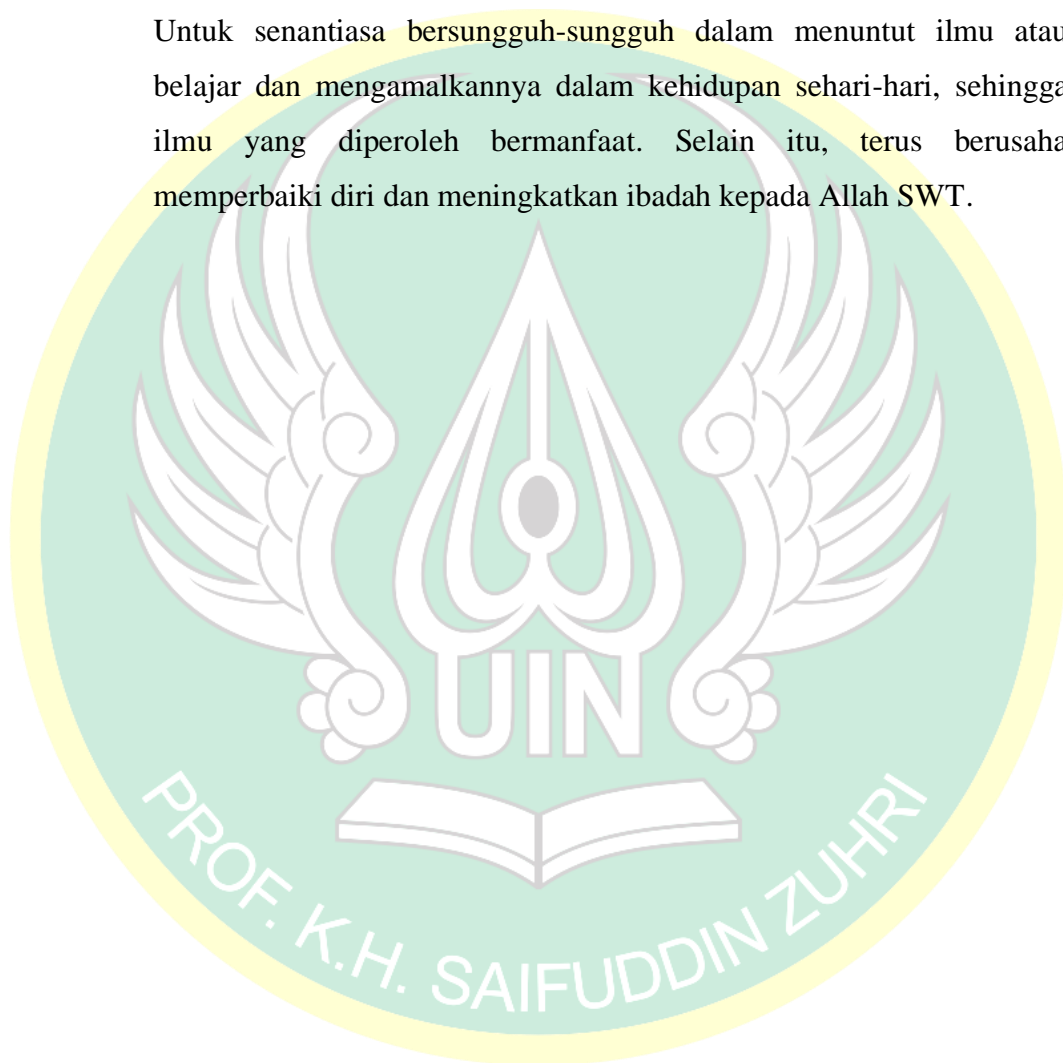 Untuk senantiasa bersungguh-sungguh dalam menuntut ilmu atau
belajar dan mengamalkannya dalam kehidupan sehari-hari, sehingga
ilmu yang diperoleh bermanfaat. Selain itu, terus berusaha
memperbaiki diri dan meningkatkan ibadah kepada Allah SWT.
UIN
PROF. K.H. SAIFUDDIN ZUHRI